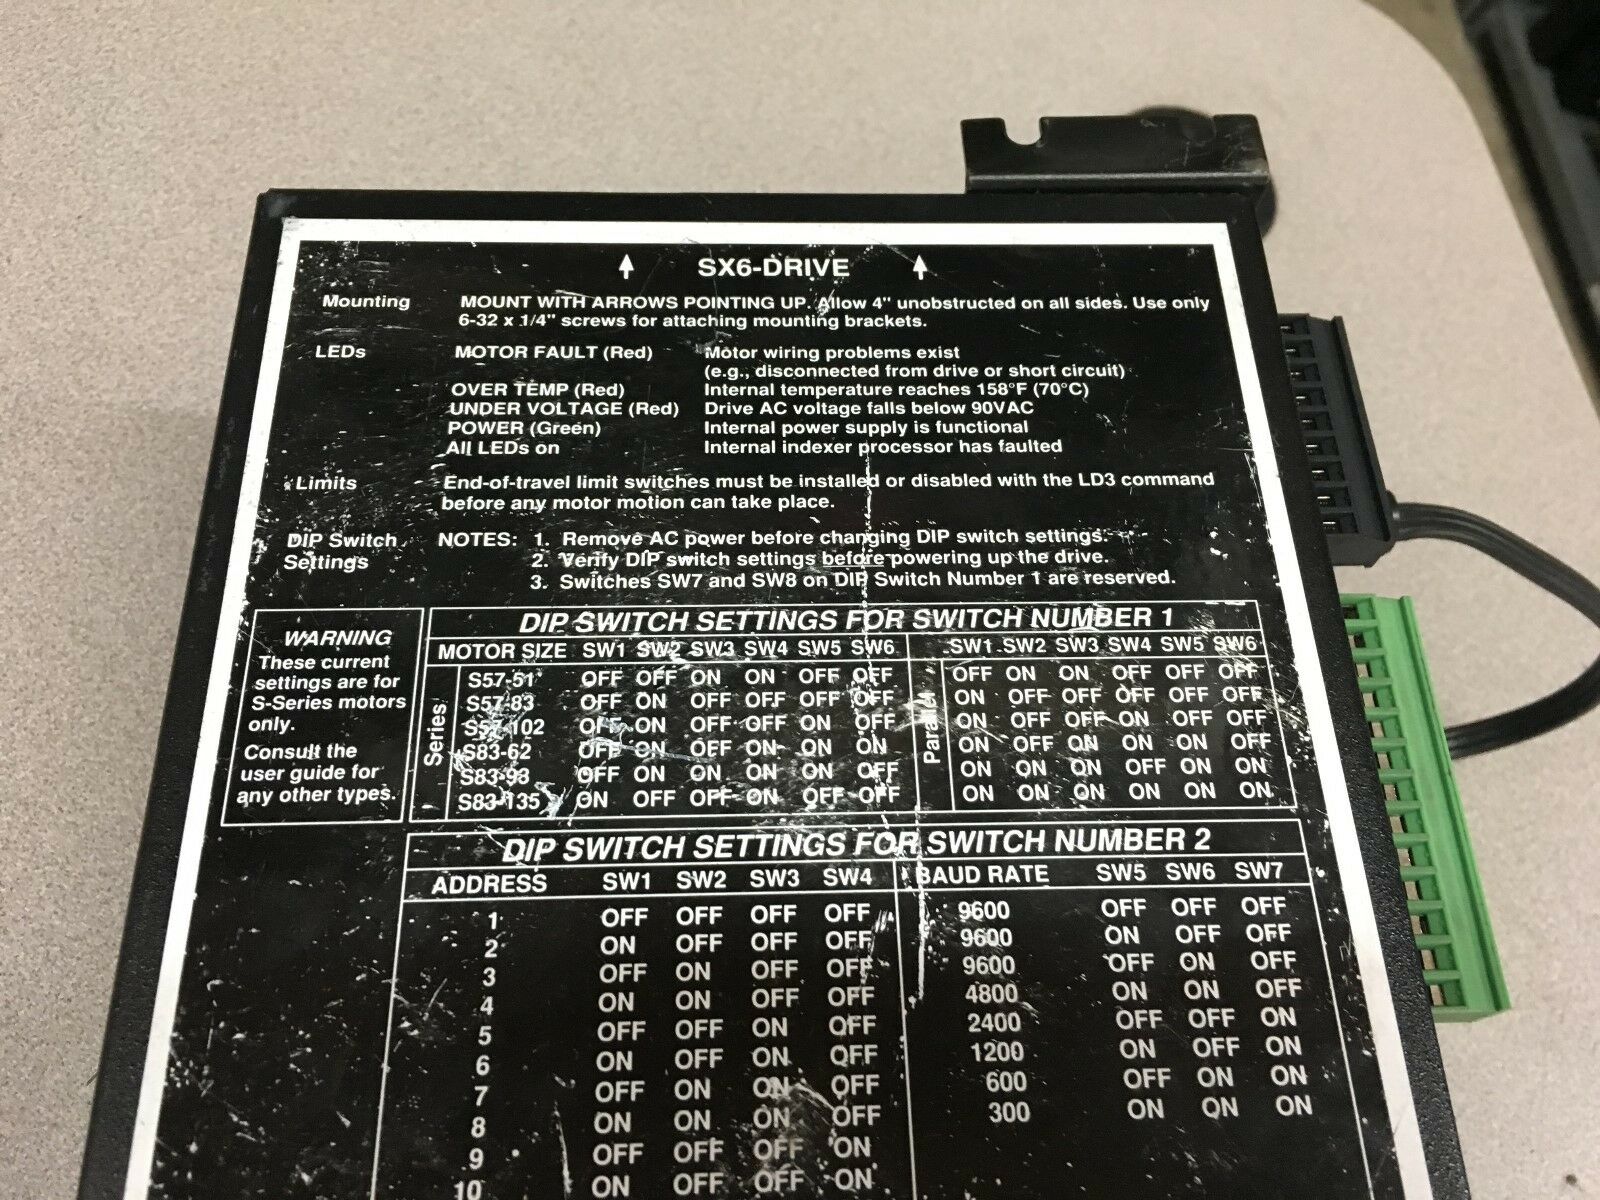 SX6-DRIVE
Mounting MOUNT WITH ARROWS POINTING UP. Allow 4" unobstructed on all sides. Use only
6-32 x 1/4" screws for attaching mounting brackets.
LEDs MOTOR FAULT (Red) Motor wiring problems exist
(e.g., disconnected from drive or short circuit)
OVER TEMP (Red) Internal temperature reaches 158°F (70°C)
UNDER VOLTAGE (Red) Drive AC voltage falls below 90VAC
POWER (Green) Internal power supply is functional
All LEDs on Internal indexer processor has faulted
Limits End-of-travel limit switches must be installed or disabled with the LD3 command
before any motor motion can take place.
DIP Switch Settings NOTES: 1. Remove AC power before changing DIP switch settings.
2. Verify DIP switch settings before powering up the drive.
3. Switches SW7 and SW8 on DIP Switch Number 1 are reserved.
WARNING
These current
settings are for
S-Series motors
only.
Consult the
user guide for
any other types.
DIP SWITCH SETTINGS FOR SWITCH NUMBER 1
MOTOR SIZE SW1 SW2 SW3 SW4 SW5 SW6 SW1 SW2 SW3 SW4 SW5 SW6
Series
Parallel
S57-51 OFF OFF ON ON OFF OFF OFF ON ON OFF OFF OFF
S57-83 OFF ON OFF OFF OFF OFF ON OFF OFF OFF OFF OFF
S57-102 OFF ON OFF OFF ON OFF ON OFF OFF ON OFF OFF
S83-62 OFF ON OFF ON ON ON ON OFF ON ON ON OFF
S83-93 OFF ON ON ON ON OFF ON ON ON OFF ON ON
S83-135 ON OFF OFF ON OFF OFF ON ON ON ON ON ON
DIP SWITCH SETTINGS FOR SWITCH NUMBER 2
ADDRESS SW1 SW2 SW3 SW4 BAUD RATE SW5 SW6 SW7
1 OFF OFF OFF OFF 9600 OFF OFF OFF
2 ON OFF OFF OFF 9600 ON OFF OFF
3 OFF ON OFF OFF 9600 OFF ON OFF
4 ON ON OFF OFF 4800 ON ON OFF
5 OFF OFF ON OFF 2400 OFF OFF ON
6 ON OFF ON OFF 1200 ON OFF ON
7 OFF ON ON OFF 600 OFF ON ON
8 ON ON ON OFF 300 ON ON ON
9 OFF OFF OFF ON
10 ON OFF OFF ON